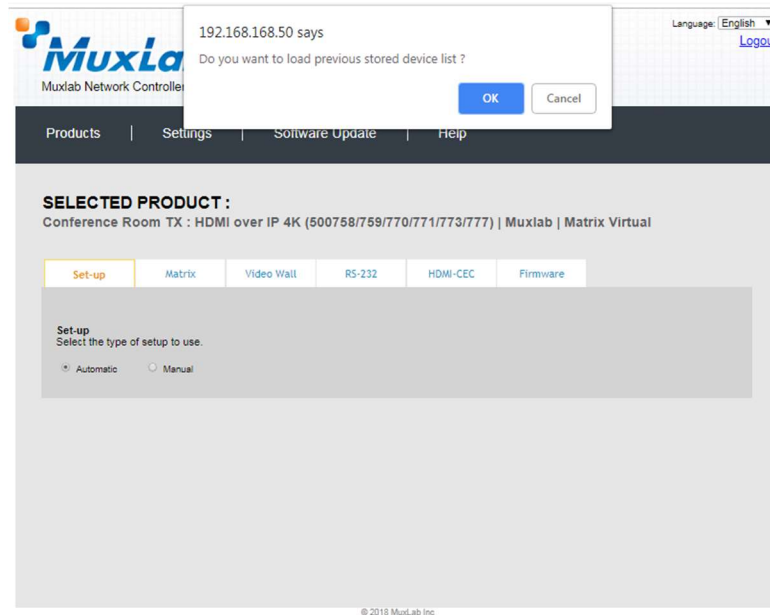 192.168.168.50 says
Do you want to load previous stored device list ?
OK Cancel
Language: English
Logou
MuxLa
Muxlab Network Controller
Products | Settings | Software Update | Help
SELECTED PRODUCT :
Conference Room TX : HDMI over IP 4K (500758/759/770/771/773/777) | Muxlab | Matrix Virtual
Set-up Matrix Video Wall RS-232 HDMI-CEC Firmware
Set-up
Select the type of setup to use.
Automatic Manual
© 2018 MuxLab Inc